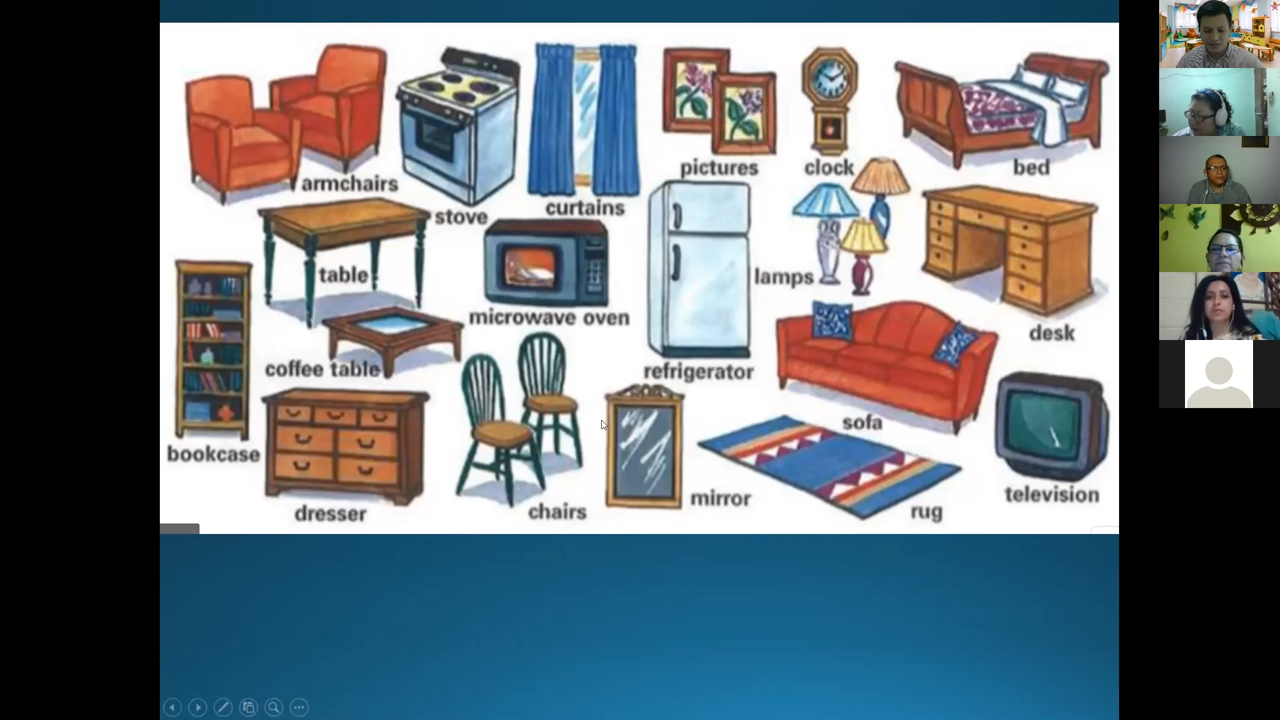 armchairs
stove
curtains
pictures
clock
bed
table
microwave oven
lamps
desk
coffee table
refrigerator
sofa
bookcase
dresser
chairs
mirror
rug
television